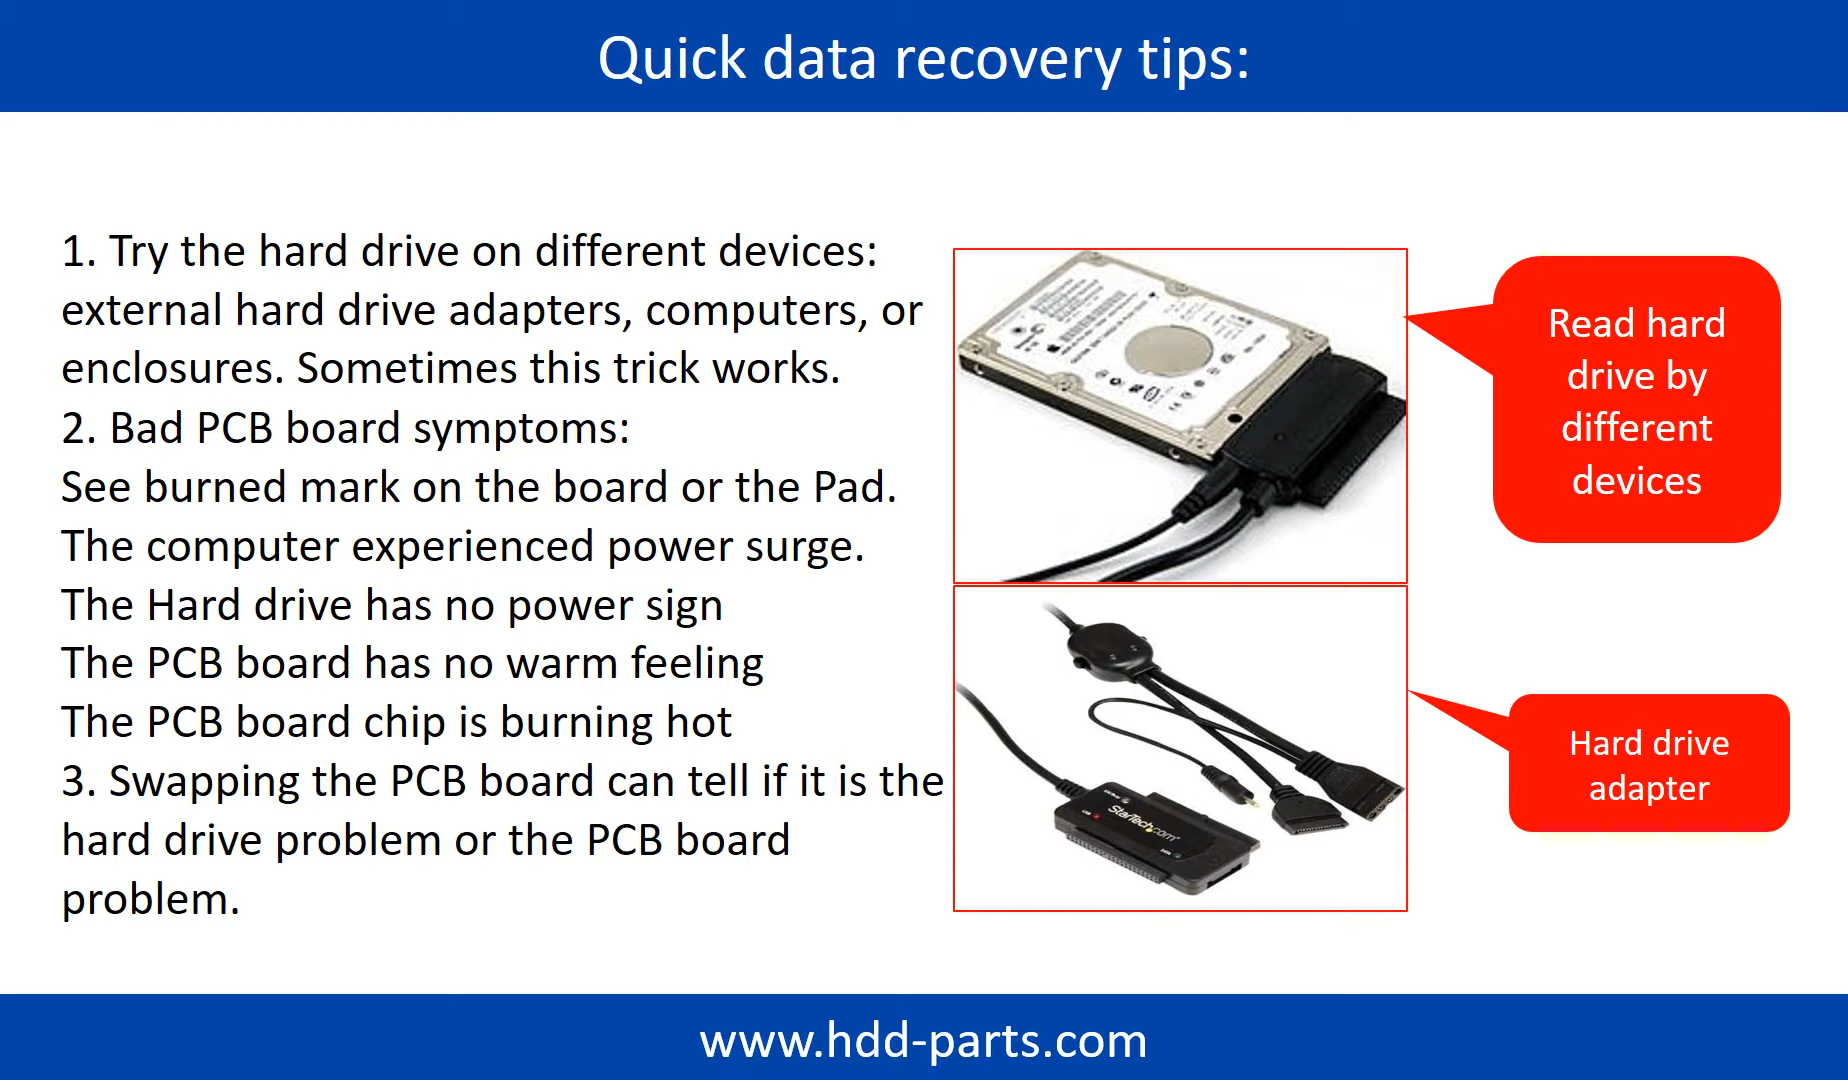 Quick data recovery tips:
1. Try the hard drive on different devices:
external hard drive adapters, computers, or
enclosures. Sometimes this trick works.
2. Bad PCB board symptoms:
See burned mark on the board or the Pad.
The computer experienced power surge.
The Hard drive has no power sign
The PCB board has no warm feeling
The PCB board chip is burning hot
3. Swapping the PCB board can tell if it is the
hard drive problem or the PCB board
problem.
Read hard
drive by
different
devices
StarTech.com
Hard drive
adapter
www.hdd-parts.com